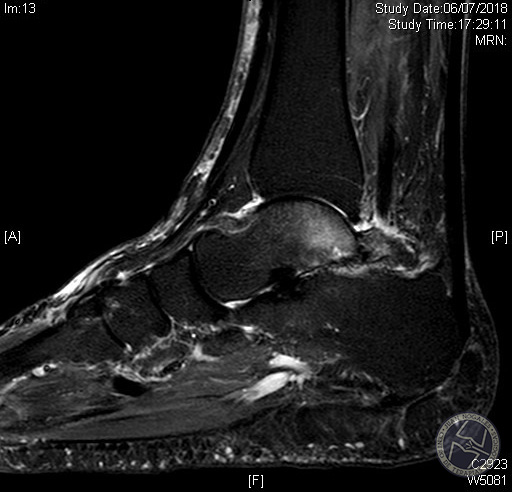 Im:13
Study Date:06/07/2018
Study Time:17:29:11
MRN:
[A]
[P]
[F]
C2923
W5081